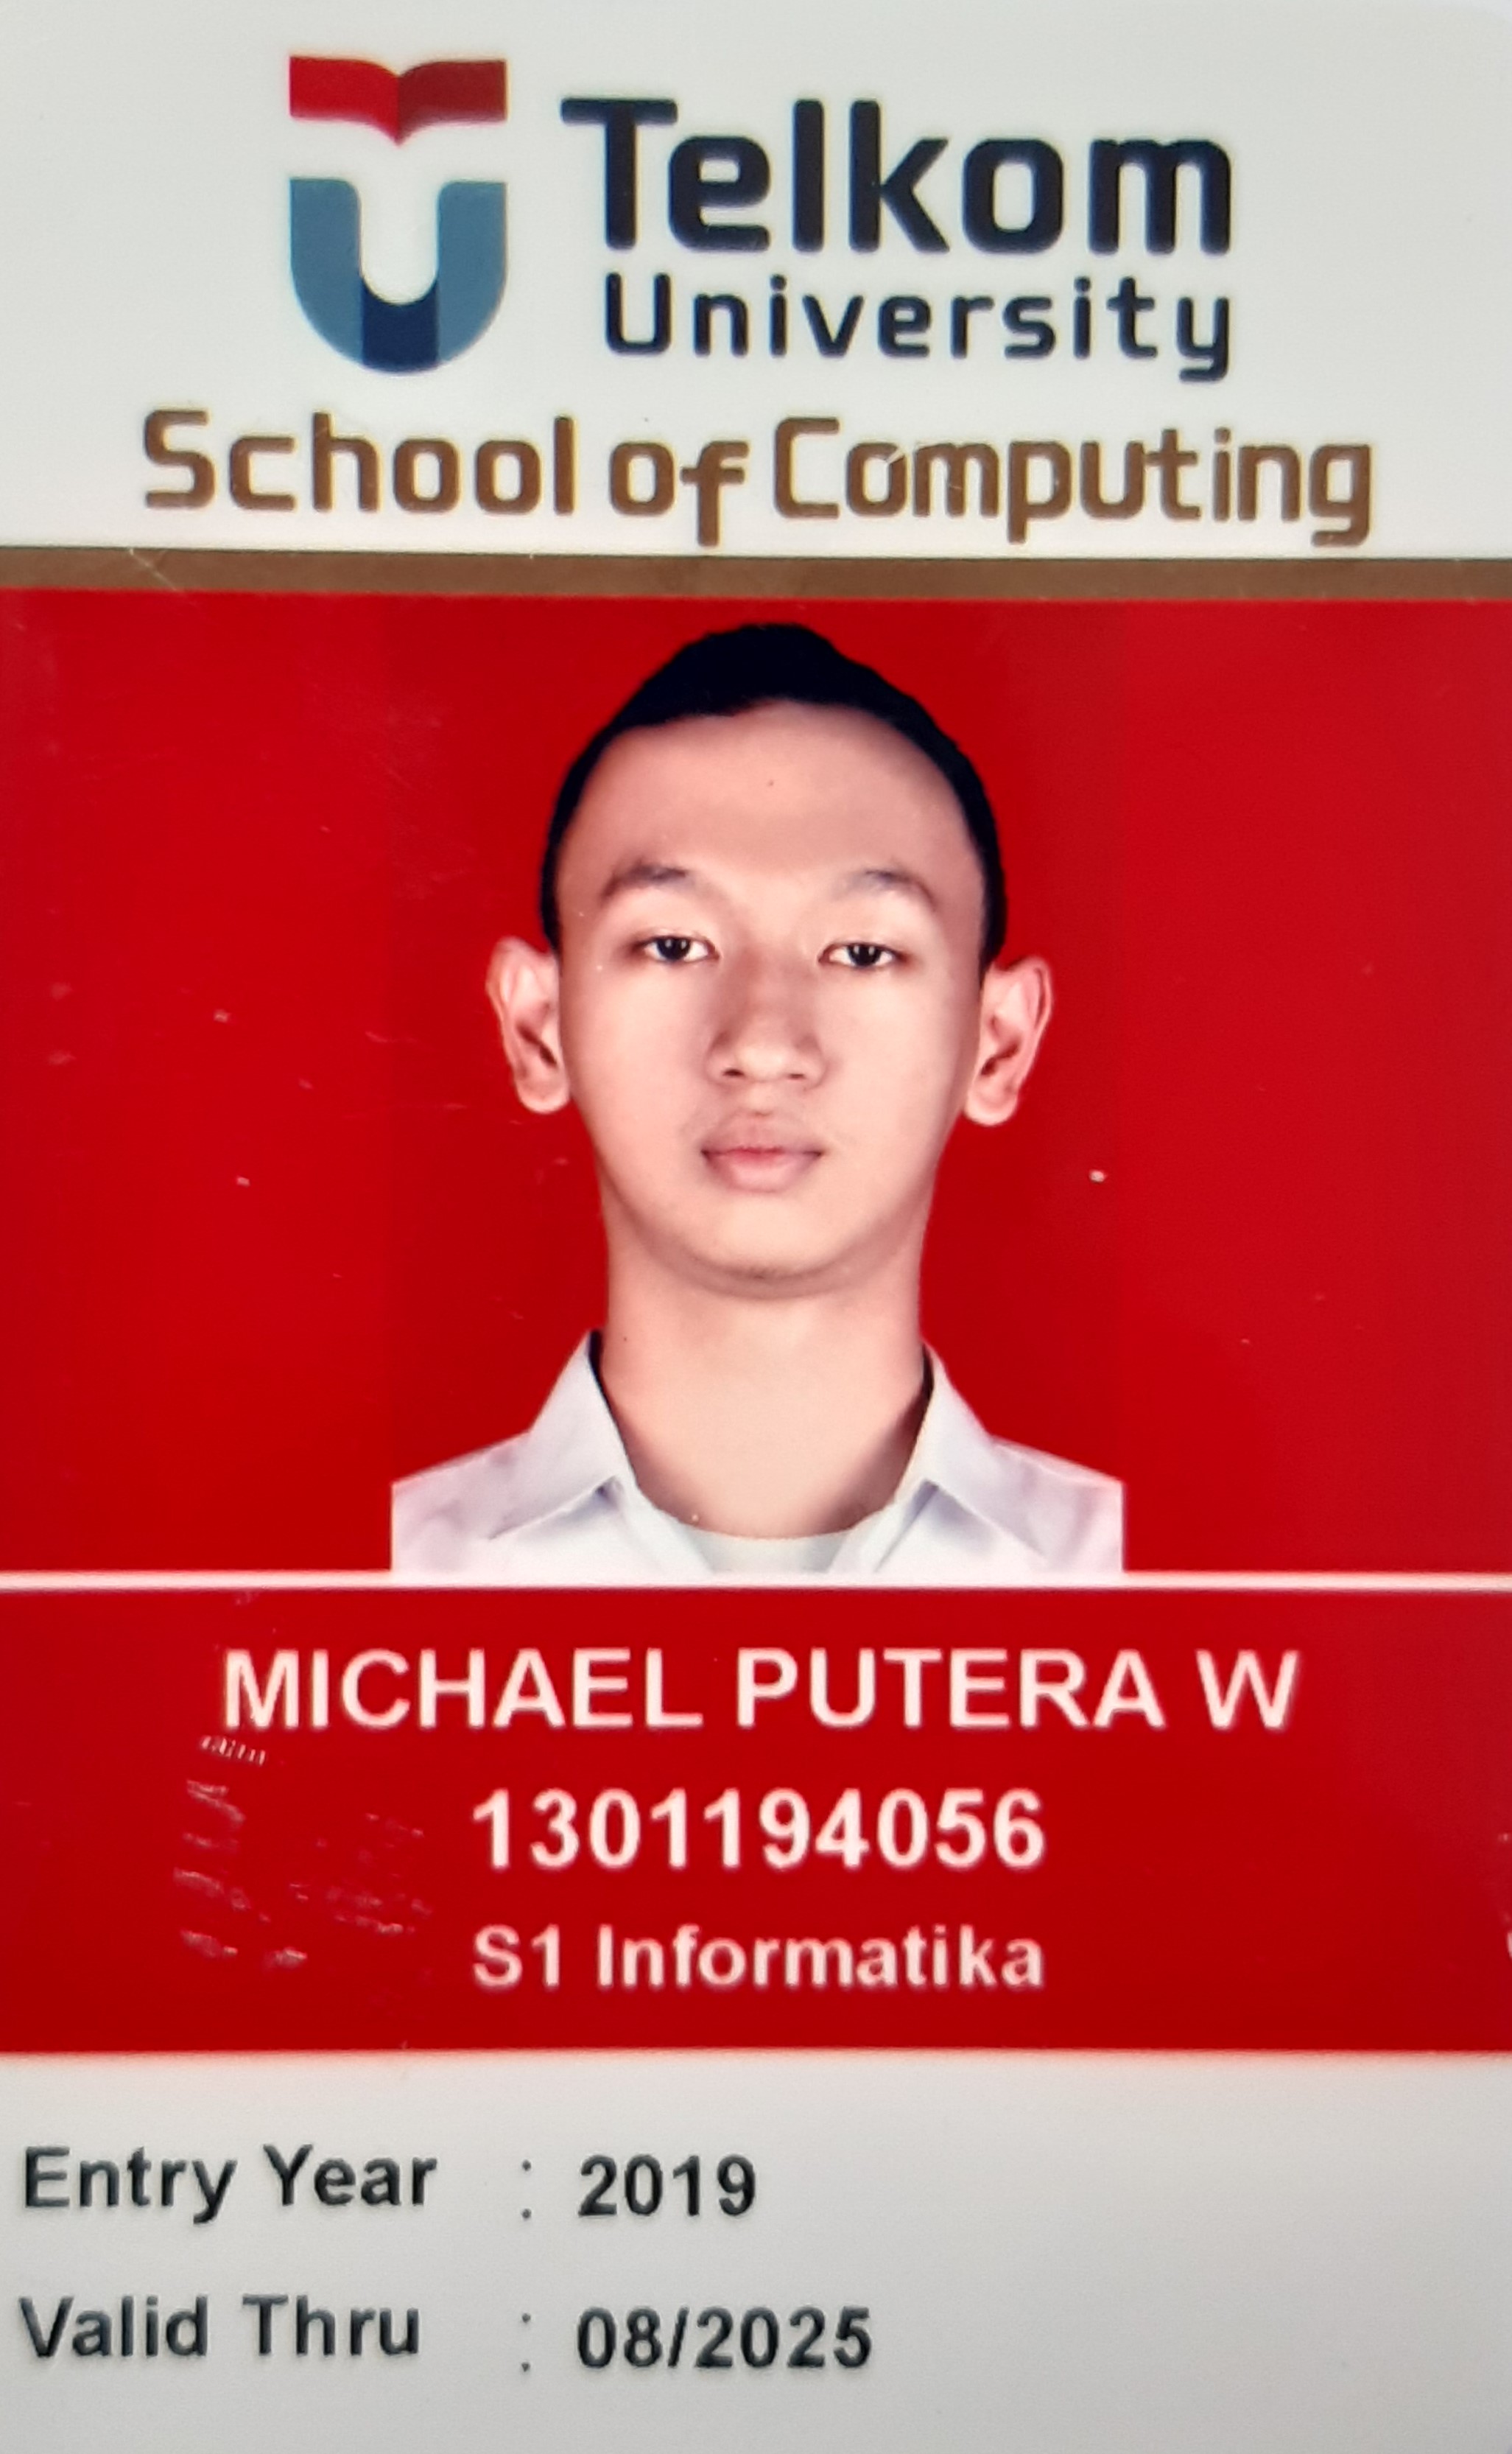 Telkom
University
School of Computing
MICHAEL PUTERA W
1301194056
S1 Informatika
Entry Year : 2019
Valid Thru : 08/2025